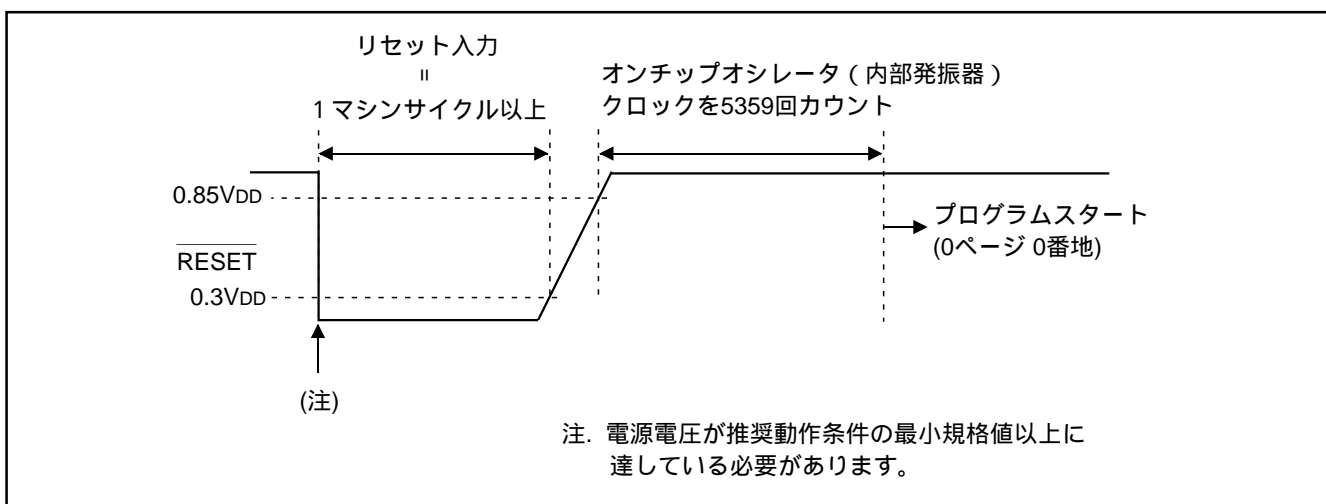 リセット入力
=
1 マシンサイクル以上
オンチップオシレータ ( 内部発振器 )
クロックを5359回カウント
0.85VDD
RESET
0.3VDD
プログラムスタート
(0ページ 0番地)
(注)
注. 電源電圧が推奨動作条件の最小規格値以上に
達している必要があります。